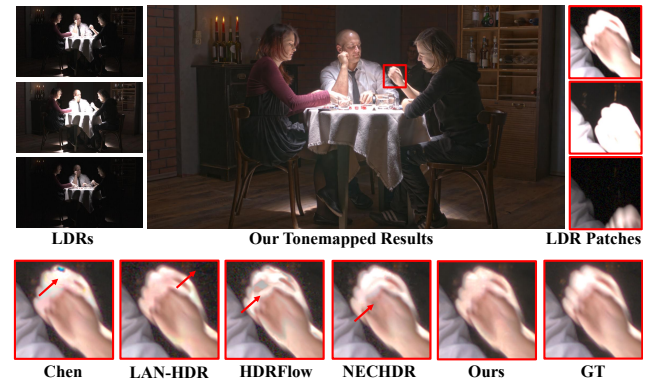 LDRs
Our Tonemapped Results
LDR Patches
Chen
LAN-HDR
HDRFlow
NECHDR
Ours
GT